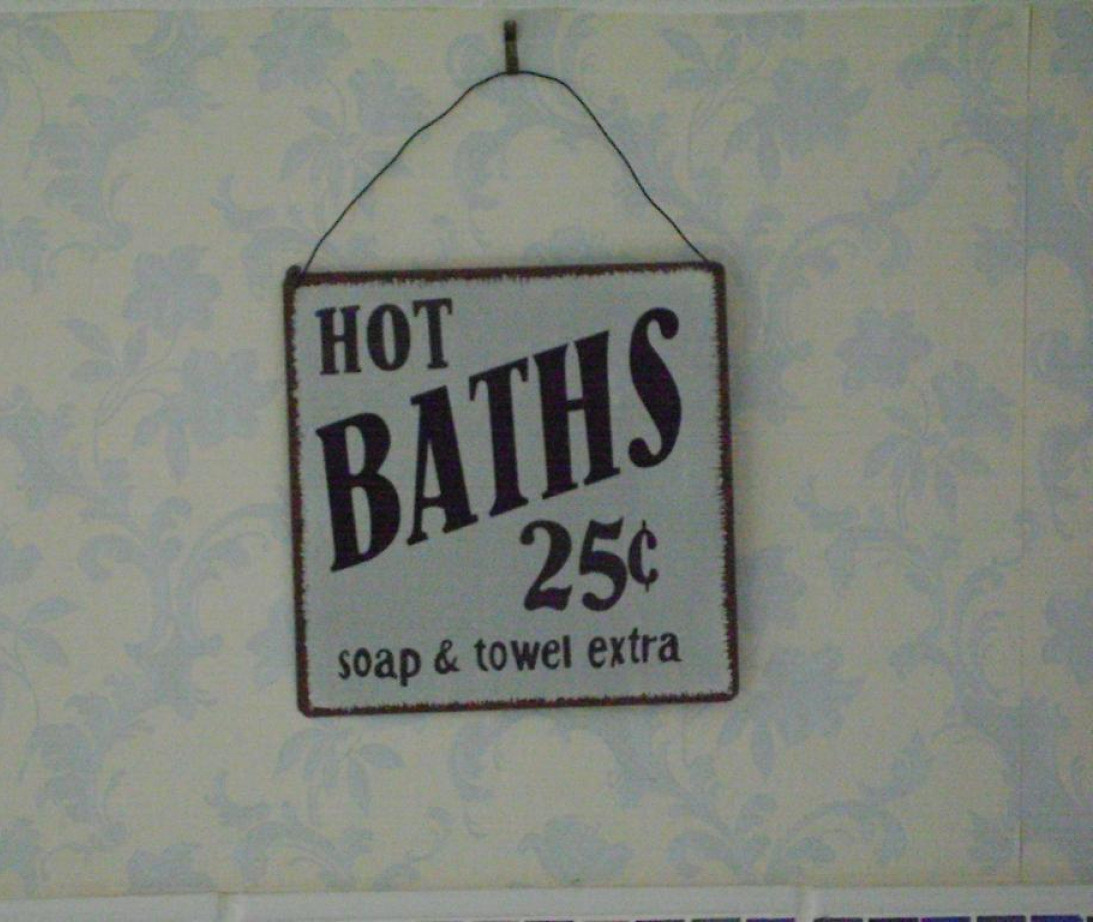 HOT
BATHS
25¢
soap & towel extra